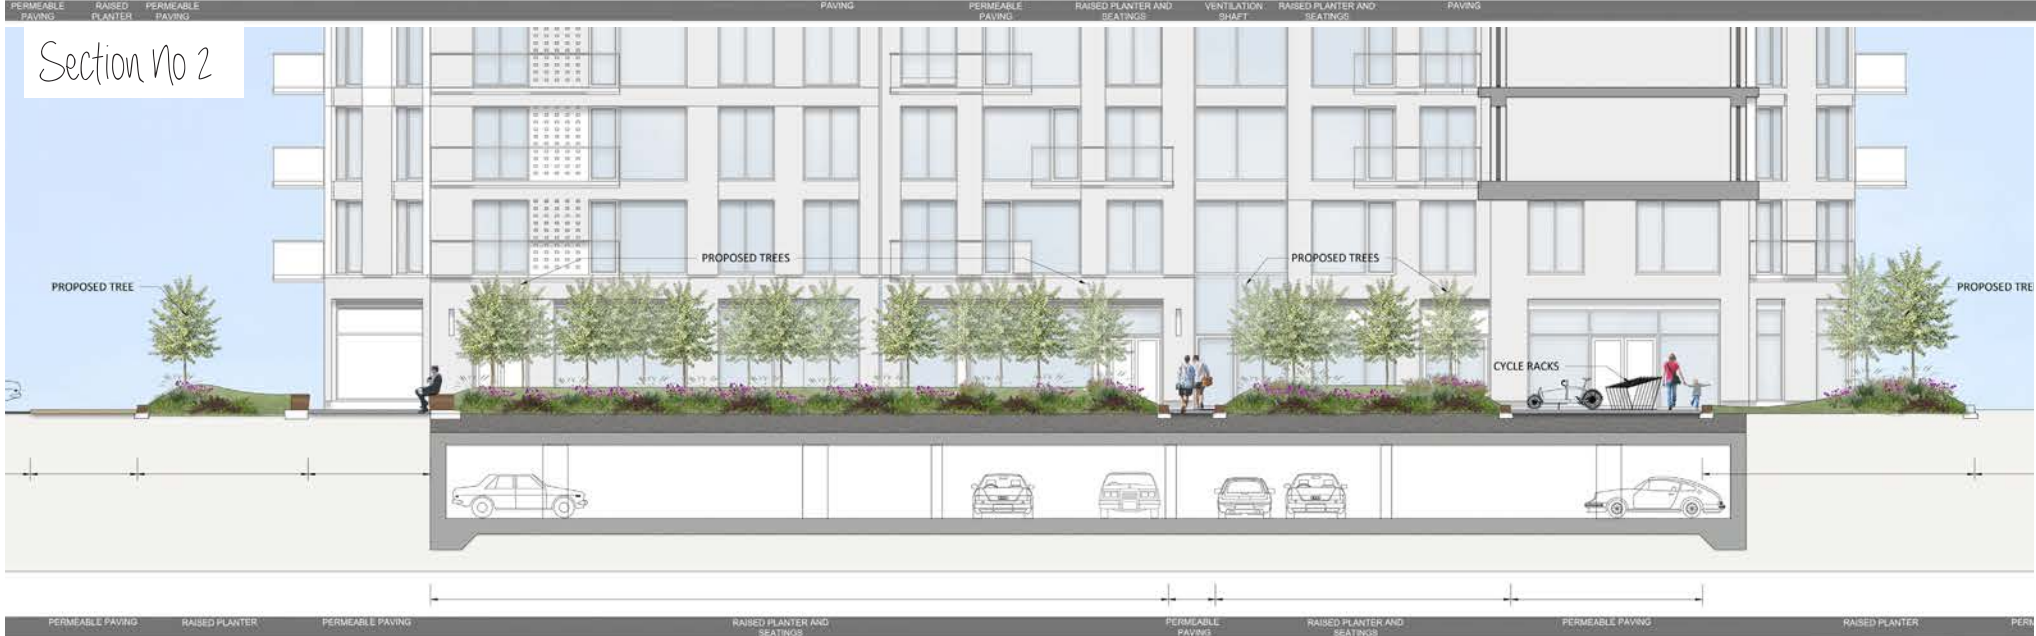 PERMEABLE PAVING
RAISED PLANTER
PERMEABLE PAVING
PAVING
PERMEABLE PAVING
RAISED PLANTER AND SEATINGS
VENTILATION SHAFT
RAISED PLANTER AND SEATINGS
PAVING
Section No 2
PROPOSED TREE
PROPOSED TREES
PROPOSED TREES
PROPOSED TREE
CYCLE RACKS
PERMEABLE PAVING
RAISED PLANTER
PERMEABLE PAVING
RAISED PLANTER AND SEATINGS
PERMEABLE PAVING
RAISED PLANTER AND SEATINGS
PERMEABLE PAVING
RAISED PLANTER